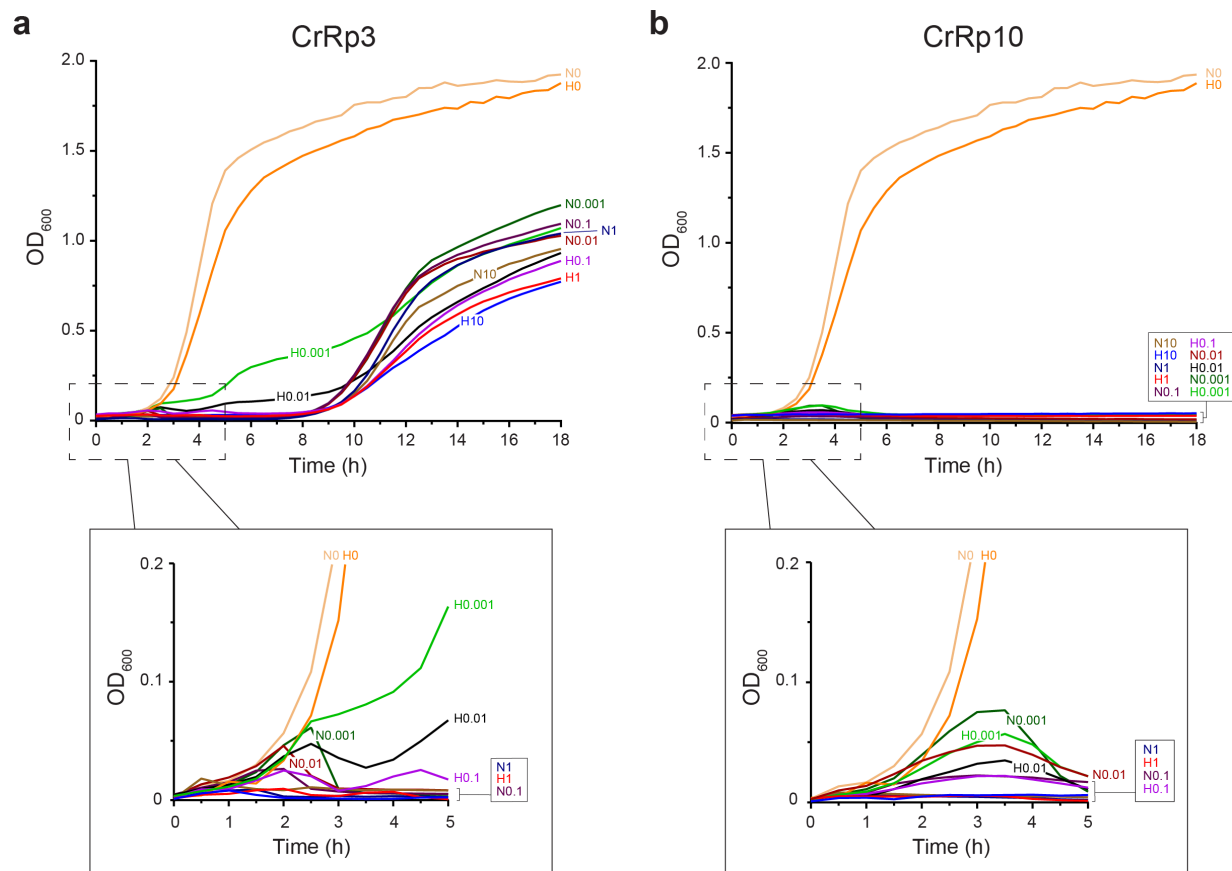 a
CrRp3
2.0
1.5
1.0
0.5
0
OD600
N0
H0
N0.001
N0.1
N1
N0.01
N10
H0.1
H1
H10
H0.001
H0.01
0 2 4 6 8 10 12 14 16 18
Time (h)
0.2
0.1
0
OD600
N0 H0
H0.001
H0.01
N0.001
N0.01
H0.1
N1
H1
N0.1
0 1 2 3 4 5
Time (h)
b
CrRp10
2.0
1.5
1.0
0.5
0
OD600
N0
H0
N10 H0.1
H10 N0.01
N1 H0.01
H1 N0.001
N0.1 H0.001
0 2 4 6 8 10 12 14 16 18
Time (h)
0.2
0.1
0
OD600
N0 H0
N0.001
H0.001
H0.01
N0.01
N1
H1
N0.1
H0.1
0 1 2 3 4 5
Time (h)